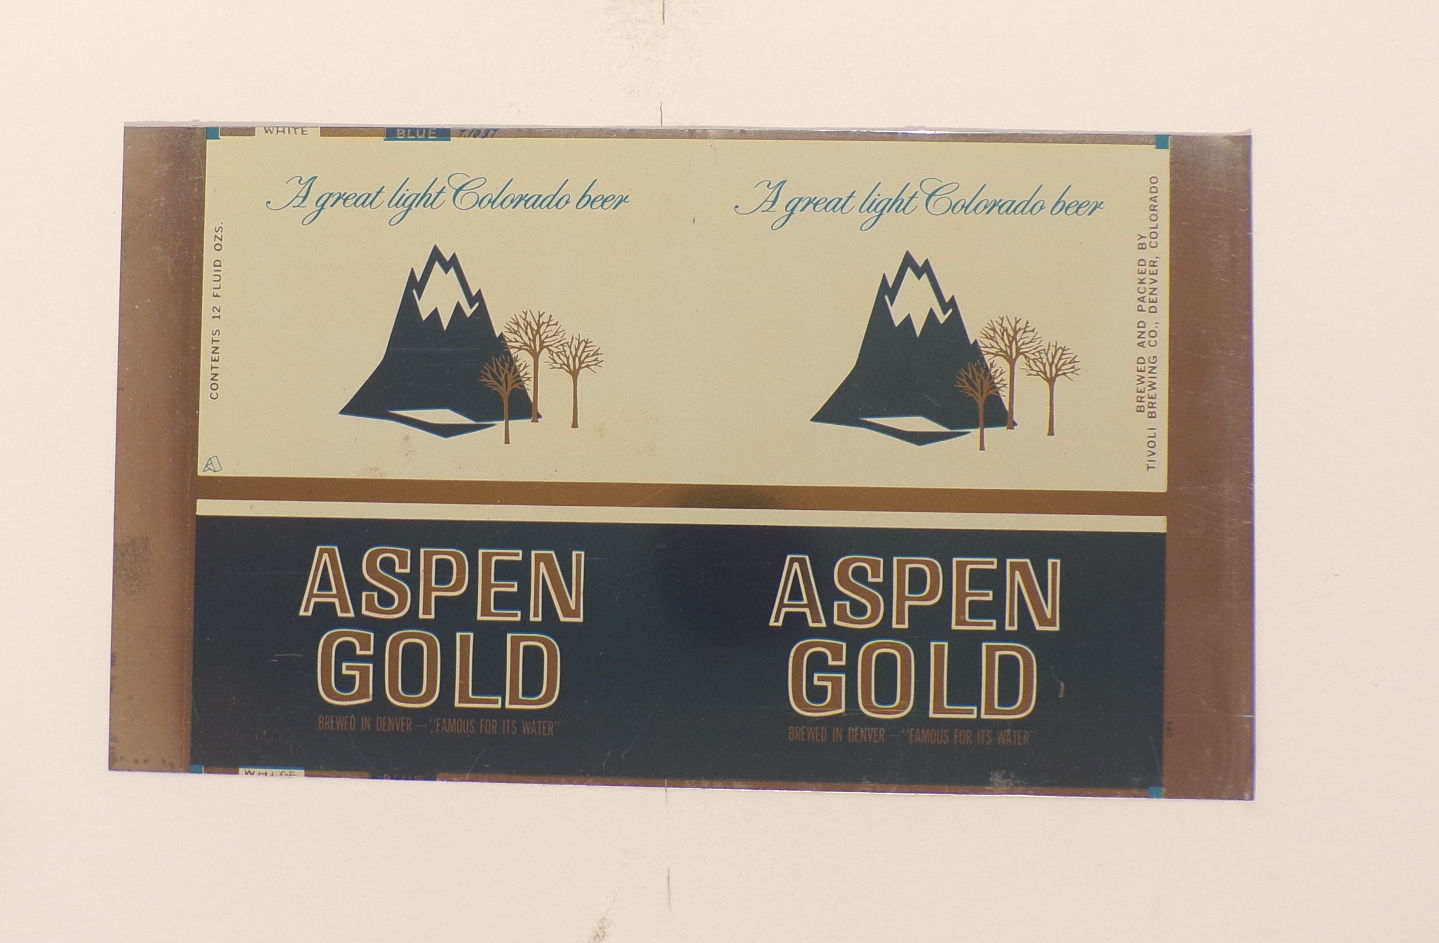 WHITE
BLUE
A great light Colorado beer
A great light Colorado beer
CONTENTS 12 FLUID OZS.
BREWED AND PACKED BY
TIVOLI BREWING CO., DENVER, COLORADO
ASPEN
GOLD
BREWED IN DENVER — "FAMOUS FOR ITS WATER"
ASPEN
GOLD
BREWED IN DENVER — "FAMOUS FOR ITS WATER"
WHITE